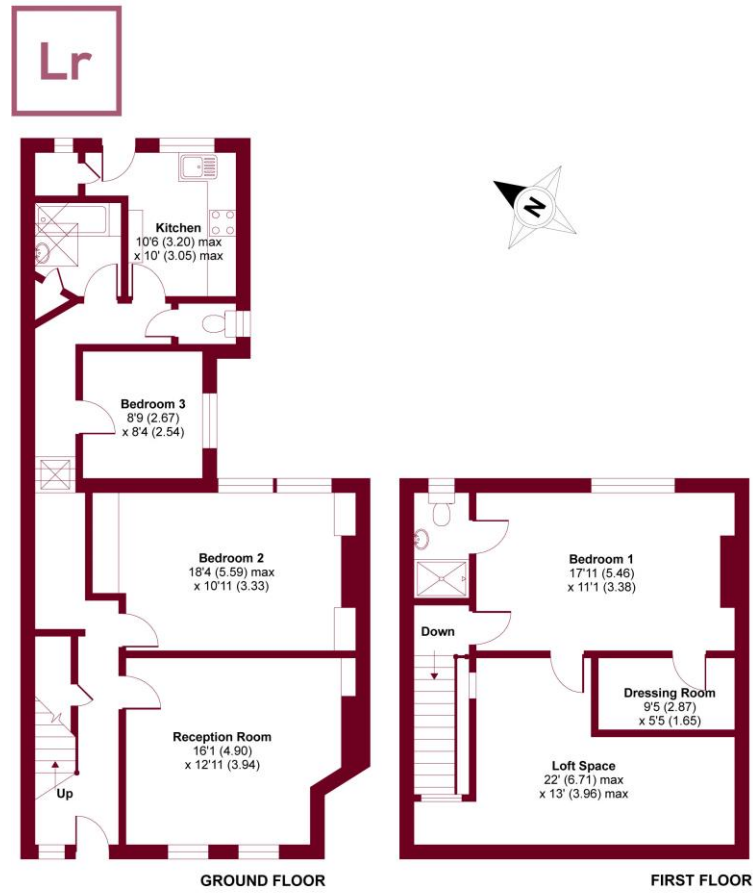 Lr
Kitchen
10'6 (3.20) max
x 10' (3.05) max
N
Bedroom 3
8'9 (2.67)
x 8'4 (2.54)
Bedroom 2
18'4 (5.59) max
x 10'11 (3.33)
Reception Room
16'1 (4.90)
x 12'11 (3.94)
Up
GROUND FLOOR
Bedroom 1
17'11 (5.46)
x 11'1 (3.38)
Down
Dressing Room
9'5 (2.87)
x 5'5 (1.65)
Loft Space
22' (6.71) max
x 13' (3.96) max
FIRST FLOOR